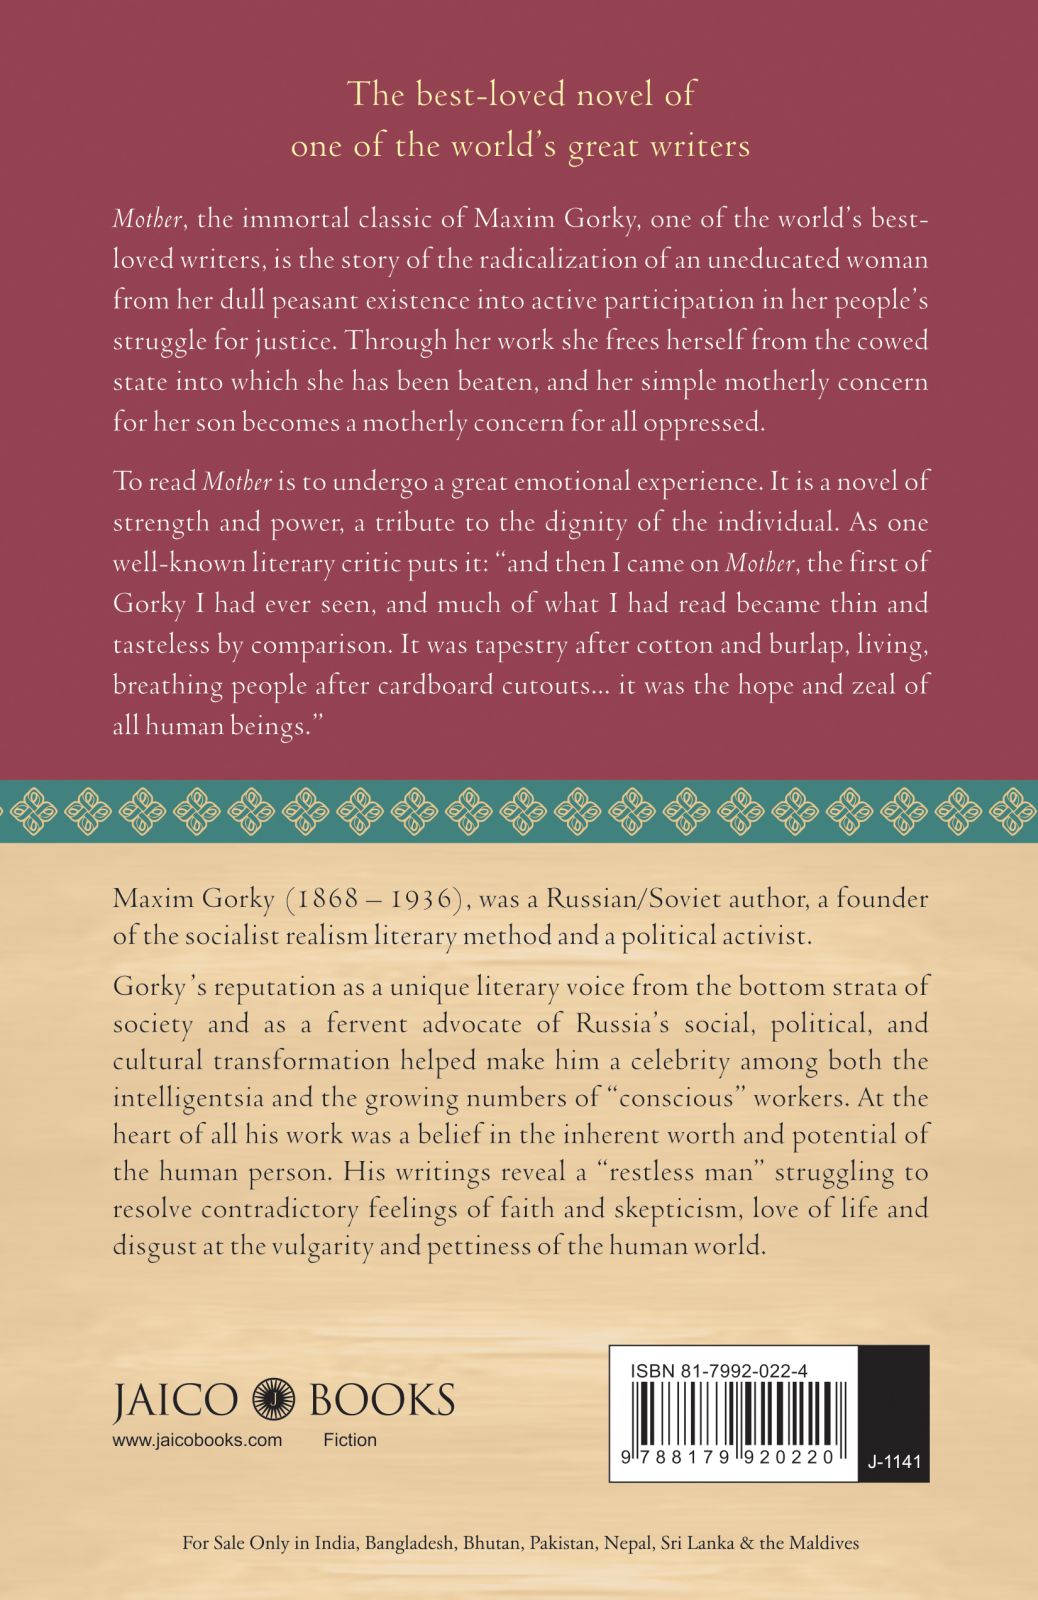 The best-loved novel of
one of the world's great writers
Mother, the immortal classic of Maxim Gorky, one of the world's best-
loved writers, is the story of the radicalization of an uneducated woman
from her dull peasant existence into active participation in her people's
struggle for justice. Through her work she frees herself from the cowed
state into which she has been beaten, and her simple motherly concern
for her son becomes a motherly concern for all oppressed.
To read Mother is to undergo a great emotional experience. It is a novel of
strength and power, a tribute to the dignity of the individual. As one
well-known literary critic puts it: “and then I came on Mother, the first of
Gorky I had ever seen, and much of what I had read became thin and
tasteless by comparison. It was tapestry after cotton and burlap, living,
breathing people after cardboard cutouts... it was the hope and zeal of
all human beings.”
Maxim Gorky (1868 – 1936), was a Russian/Soviet author, a founder
of the socialist realism literary method and a political activist.
Gorky's reputation as a unique literary voice from the bottom strata of
society and as a fervent advocate of Russia's social, political, and
cultural transformation helped make him a celebrity among both the
intelligentsia and the growing numbers of “conscious” workers. At the
heart of all his work was a belief in the inherent worth and potential of
the human person. His writings reveal a “restless man” struggling to
resolve contradictory feelings of faith and skepticism, love of life and
disgust at the vulgarity and pettiness of the human world.
JAICO J BOOKS
www.jaicobooks.com Fiction
ISBN 81-7992-022-4
9 788179 920220
J-1141
For Sale Only in India, Bangladesh, Bhutan, Pakistan, Nepal, Sri Lanka & the Maldives